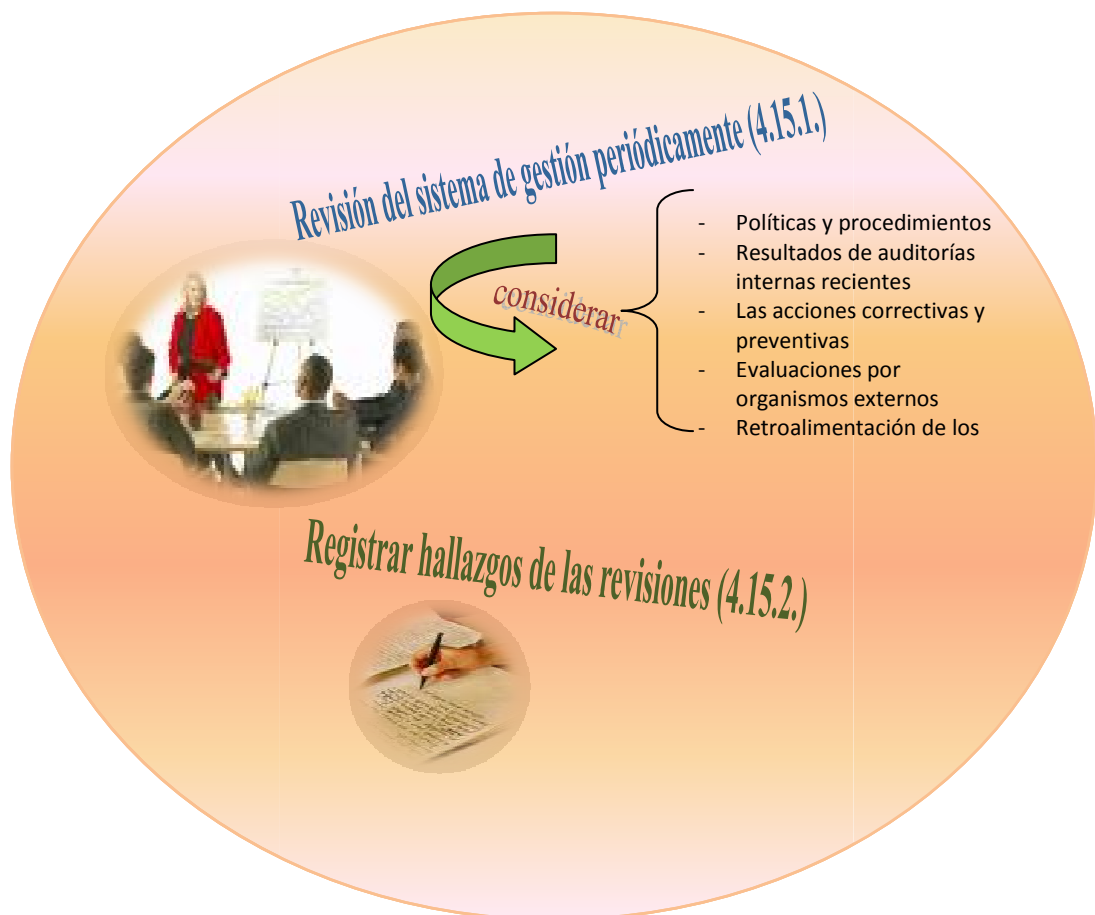 Revisión del sistema de gestión periódicamente (4.15.1.)
considerar
- Políticas y procedimientos
- Resultados de auditorías
internas recientes
- Las acciones correctivas y
preventivas
- Evaluaciones por
organismos externos
- Retroalimentación de los
Registrar hallazgos de las revisiones (4.15.2.)